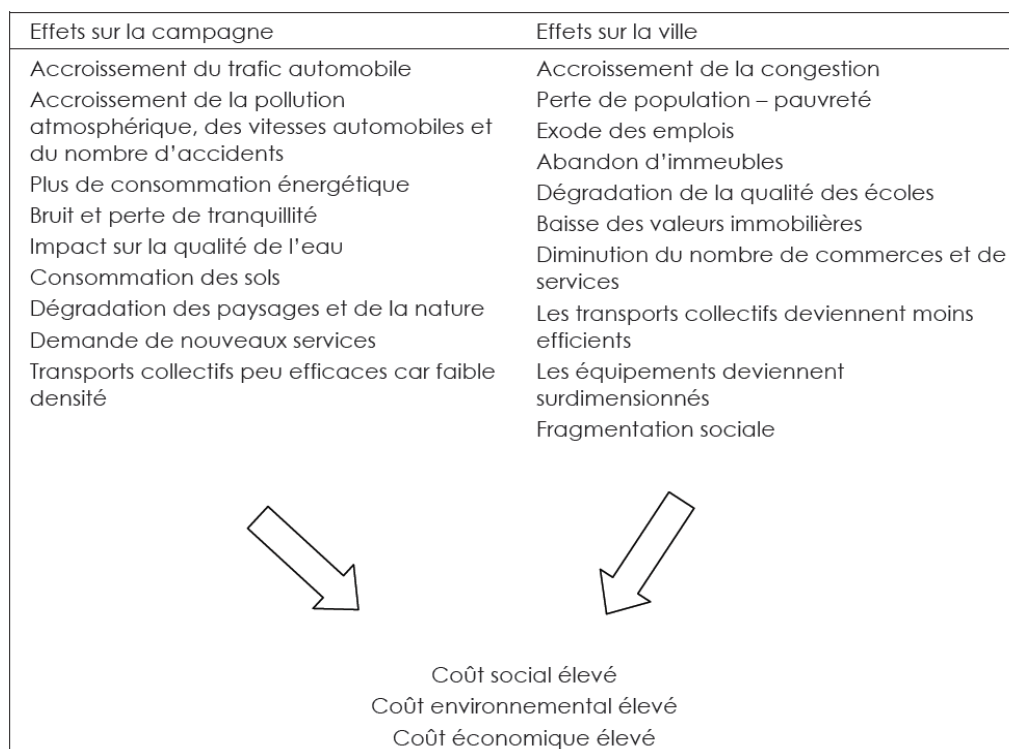 Effets sur la campagne
Accroissement du trafic automobile
Accroissement de la pollution
atmosphérique, des vitesses automobiles et
du nombre d'accidents
Plus de consommation énergétique
Bruit et perte de tranquillité
Impact sur la qualité de l'eau
Consommation des sols
Dégradation des paysages et de la nature
Demande de nouveaux services
Transports collectifs peu efficaces car faible
densité
Effets sur la ville
Accroissement de la congestion
Perte de population – pauvreté
Exode des emplois
Abandon d'immeubles
Dégradation de la qualité des écoles
Baisse des valeurs immobilières
Diminution du nombre de commerces et de
services
Les transports collectifs deviennent moins
efficients
Les équipements deviennent
surdimensionnés
Fragmentation sociale
Coût social élevé
Coût environnemental élevé
Coût économique élevé